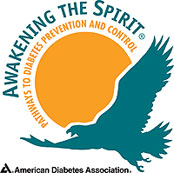 AWAKENING THE SPIRIT®
PATHWAYS TO DIABETES PREVENTION AND CONTROL
American Diabetes Association.